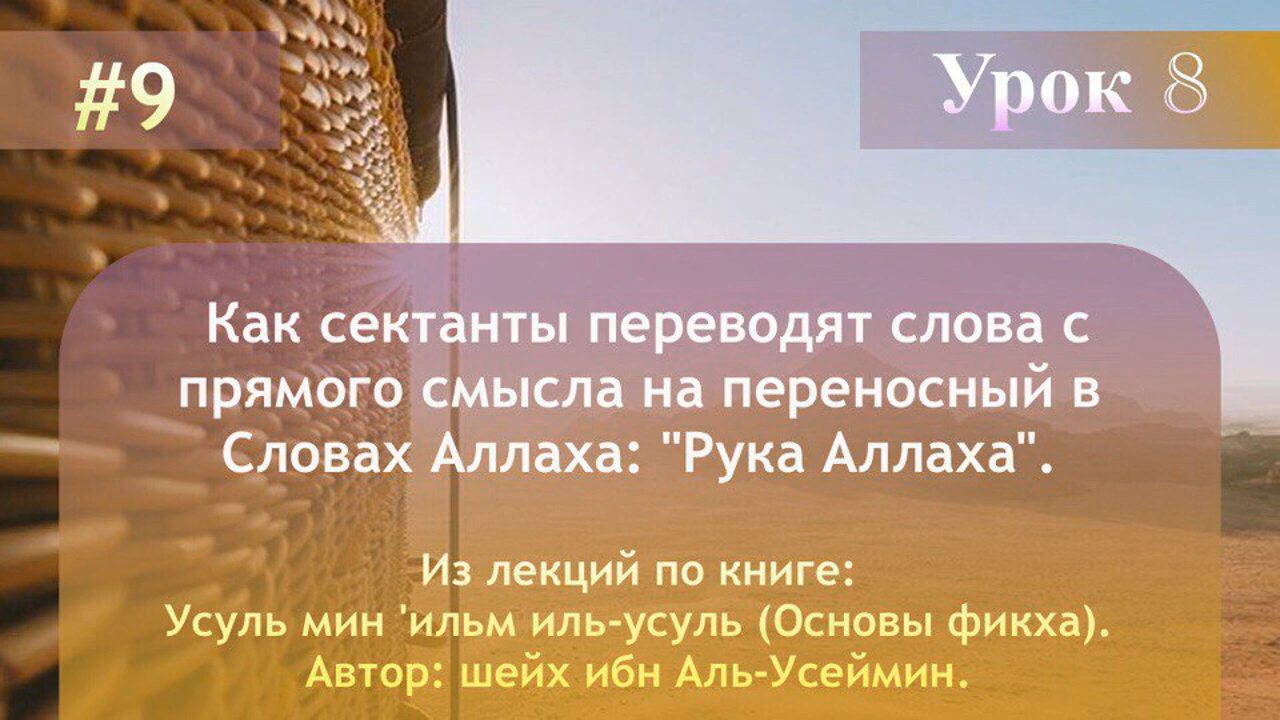 #9
Урок 8
Как сектанты переводят слова с
прямого смысла на переносный в
Словах Аллаха: "Рука Аллаха".
Из лекций по книге:
Усуль мин 'ильм иль-усуль (Основы фикха).
Автор: шейх ибн Аль-Усеймин.